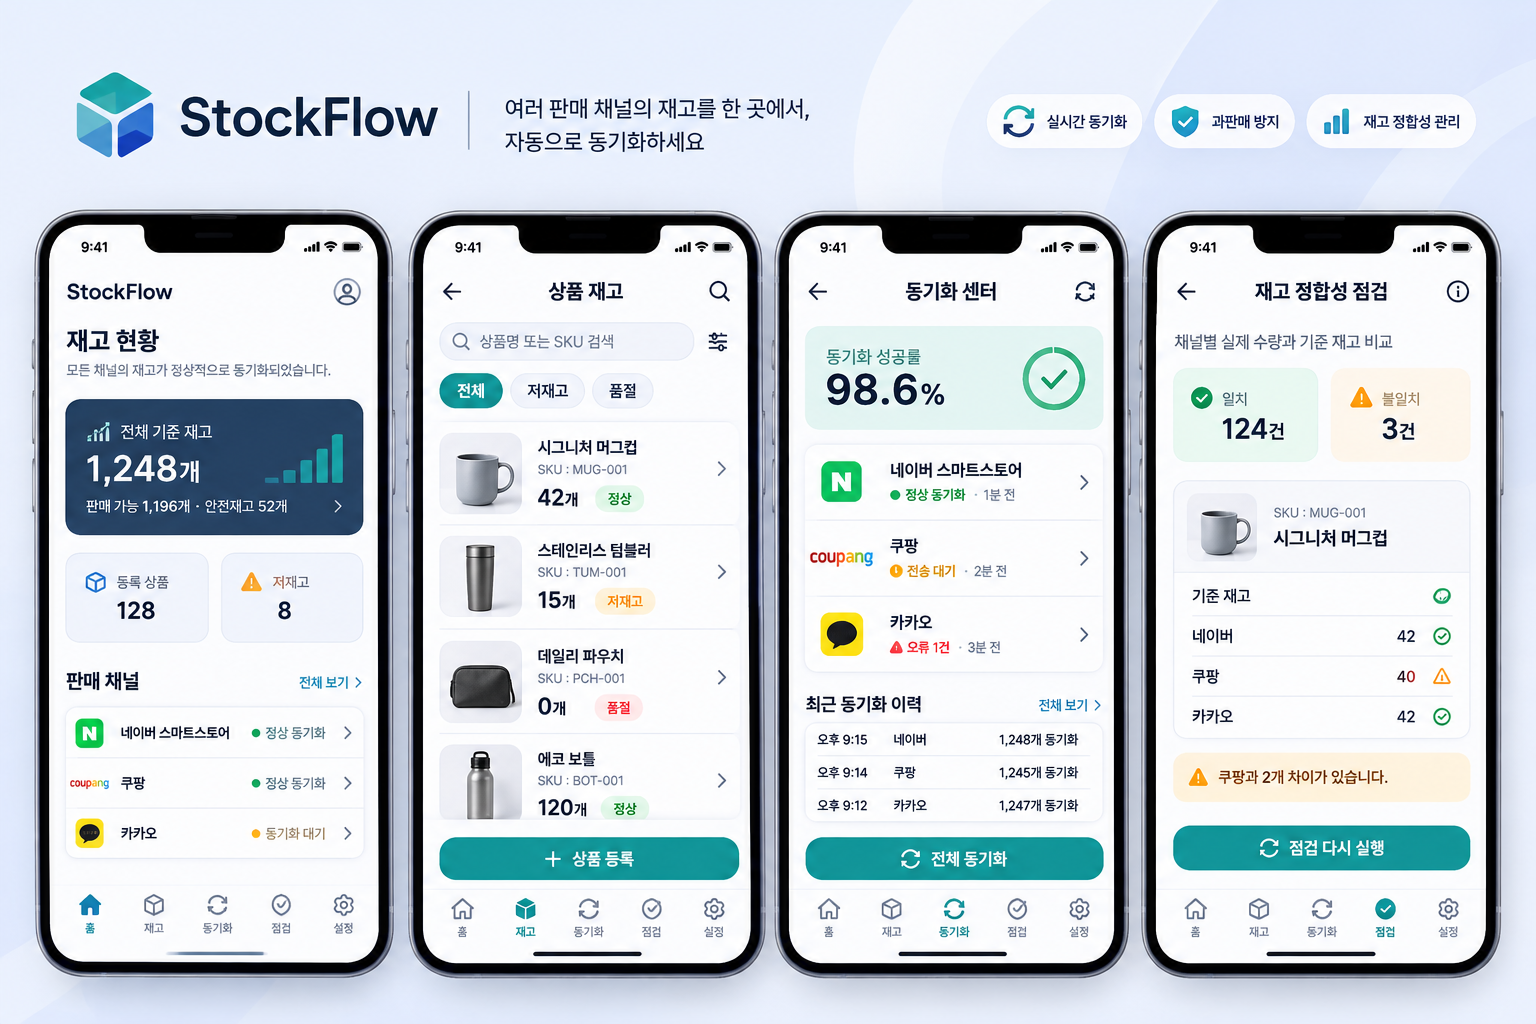 StockFlow
여러 판매 채널의 재고를 한 곳에서,
자동으로 동기화하세요
실시간 동기화
과판매 방지
재고 정합성 관리
9:41
StockFlow
재고 현황
모든 채널의 재고가 정상적으로 동기화되었습니다.
전체 기준 재고
1,248개
판매 가능 1,196개 · 안전재고 52개
등록 상품
128
저재고
8
판매 채널
전체 보기
N
네이버 스마트스토어
정상 동기화
coupang
쿠팡
정상 동기화
카카오
동기화 대기
홈
재고
동기화
점검
설정
9:41
상품 재고
상품명 또는 SKU 검색
전체
저재고
품절
시그니처 머그컵
SKU : MUG-001
42개
정상
스테인리스 텀블러
SKU : TUM-001
15개
저재고
데일리 파우치
SKU : PCH-001
0개
품절
에코 보틀
SKU : BOT-001
120개
정상
+ 상품 등록
홈
재고
동기화
점검
설정
9:41
동기화 센터
동기화 성공률
98.6%
N
네이버 스마트스토어
정상 동기화 · 1분 전
coupang
쿠팡
전송 대기 · 2분 전
카카오
오류 1건 · 3분 전
최근 동기화 이력
전체 보기
오후 9:15 네이버 1,248개 동기화
오후 9:14 쿠팡 1,245개 동기화
오후 9:12 카카오 1,247개 동기화
전체 동기화
홈
재고
동기화
점검
설정
9:41
재고 정합성 점검
채널별 실제 수량과 기준 재고 비교
일치
124건
불일치
3건
SKU : MUG-001
시그니처 머그컵
기준 재고
네이버 42
쿠팡 40
카카오 42
쿠팡과 2개 차이가 있습니다.
점검 다시 실행
홈
재고
동기화
점검
설정